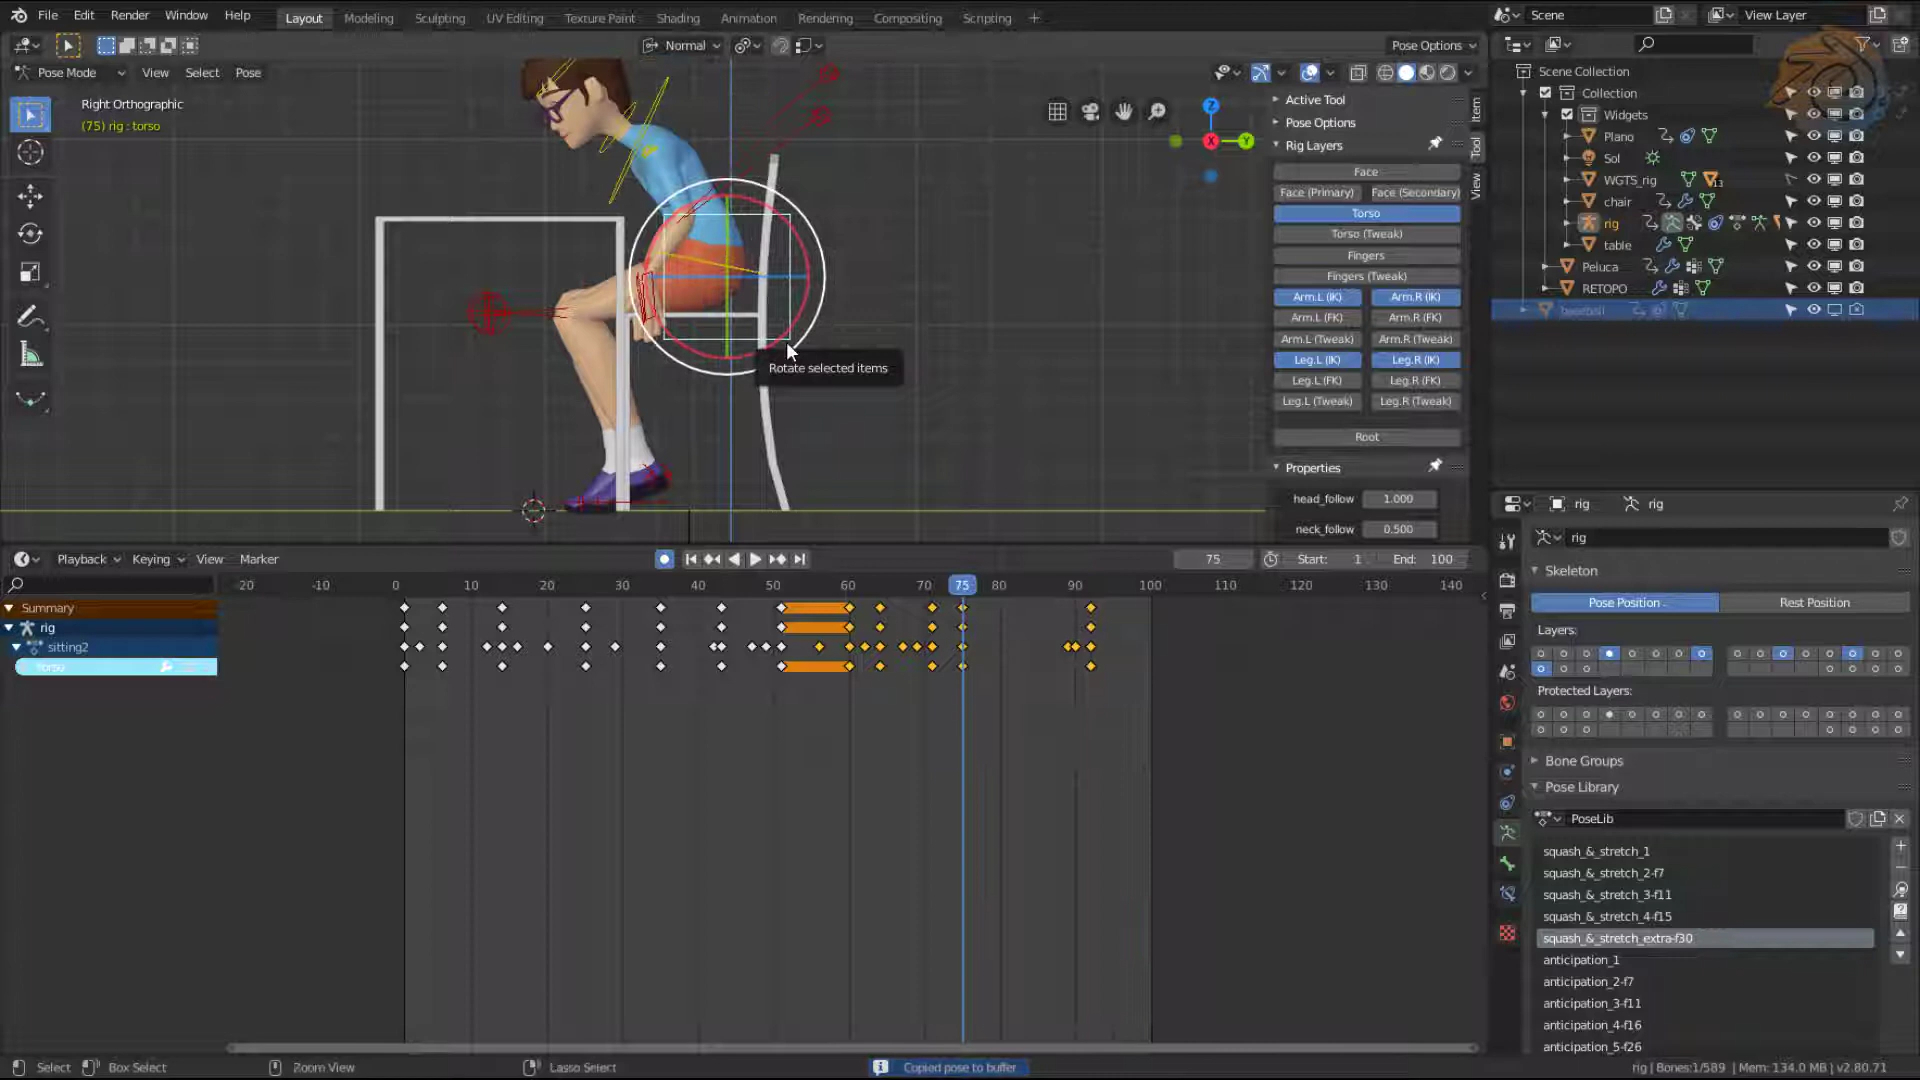 File Edit Render Window Help Layout Modeling Sculpting UV Editing Texture Paint Shading Animation Rendering Compositing Scripting + Scene View Layer
Normal Pose Options
Pose Mode View Select Pose
Right Orthographic
(75) rig : torso
Z
X
Y
Rotate selected items
Active Tool
Pose Options
Rig Layers
Face
Face (Primary) Face (Secondary)
Torso
Torso (Tweak)
Fingers
Fingers (Tweak)
Arm.L (IK) Arm.R (IK)
Arm.L (FK) Arm.R (FK)
Arm.L (Tweak) Arm.R (Tweak)
Leg.L (IK) Leg.R (IK)
Leg.L (FK) Leg.R (FK)
Leg.L (Tweak) Leg.R (Tweak)
Root
Properties
head_follow 1.000
neck_follow 0.500
Item
Tool
View
Scene Collection
Collection
Widgets
Plano
Sol
WGTS_rig 13
chair
rig
table
Peluca
RETOPO
baseball
rig rig
rig
Skeleton
Pose Position Rest Position
Layers:
Protected Layers:
Bone Groups
Pose Library
PoseLib
squash_&_stretch_1
squash_&_stretch_2-f7
squash_&_stretch_3-f11
squash_&_stretch_4-f15
squash_&_stretch_extra-f30
anticipation_1
anticipation_2-f7
anticipation_3-f11
anticipation_4-f16
anticipation_5-f26
Playback Keying View Marker 75 Start: 1 End: 100
-20 -10 0 10 20 30 40 50 60 70 75 80 90 100 110 120 130 140
Summary
rig
sitting2
torso
Select Box Select Zoom View Lasso Select Copied pose to buffer rig | Bones:1/589 | Mem: 134.0 MB | v2.80.71